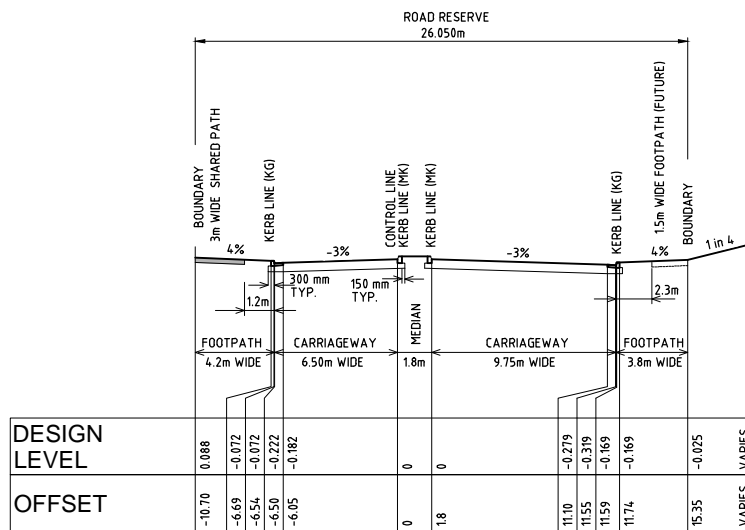 ROAD RESERVE
26.050m
BOUNDARY
3m WIDE SHARED PATH
KERB LINE (KG)
CONTROL LINE
KERB LINE (MK)
KERB LINE (MK)
KERB LINE (KG)
1.5m WIDE FOOTPATH (FUTURE)
BOUNDARY
4%
-3%
-3%
4%
1 in 4
300 mm
TYP.
150 mm
TYP.
1.2m
2.3m
MEDIAN
FOOTPATH
4.2m WIDE
CARRIAGEWAY
6.50m WIDE
1.8m
CARRIAGEWAY
9.75m WIDE
FOOTPATH
3.8m WIDE
DESIGN
LEVEL
0.088
-0.072
-0.072
-0.222
-0.182
0
0
-0.279
-0.319
-0.169
-0.169
-0.025
VARIES
OFFSET
-10.70
-6.69
-6.54
-6.50
-6.05
0
1.8
11.10
11.55
11.59
11.74
15.35
VARIES